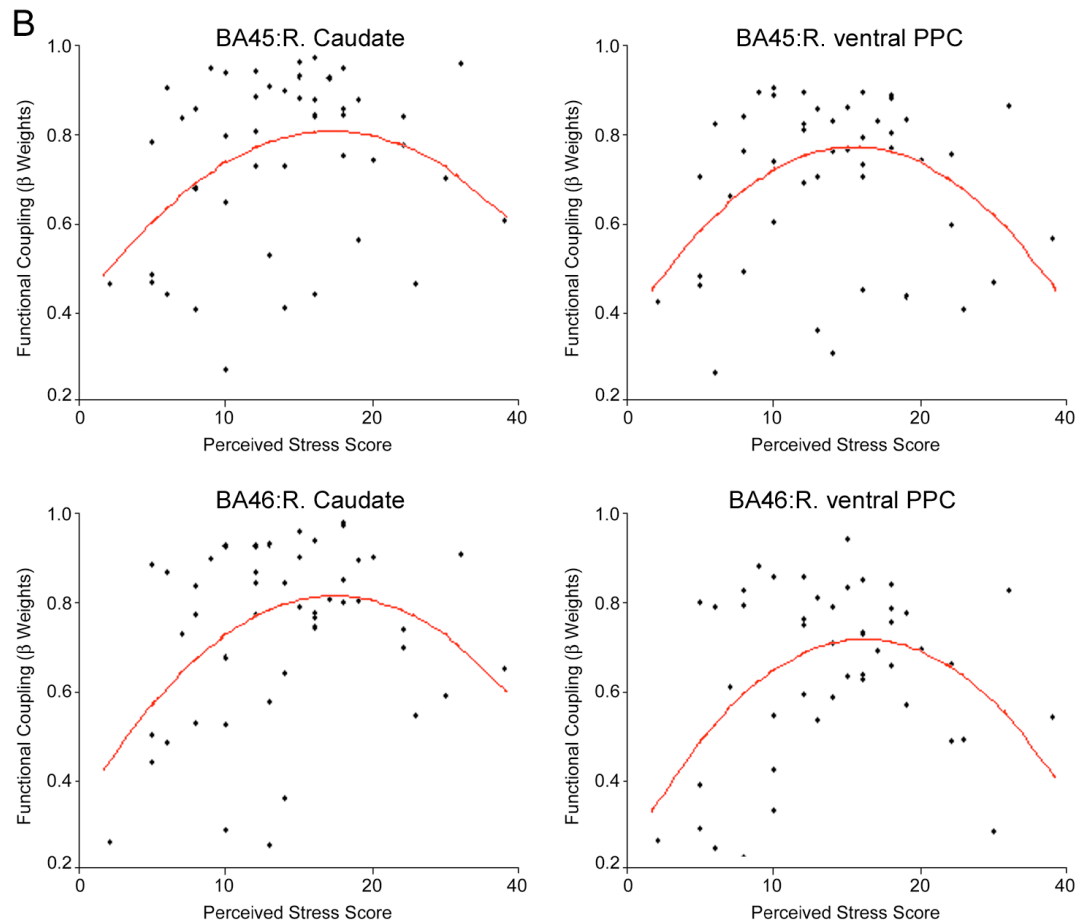 B
BA45:R. Caudate
1.0
0.8
0.6
0.4
0.2
0
10
20
40
Functional Coupling (β Weights)
Perceived Stress Score
BA45:R. ventral PPC
1.0
0.8
0.6
0.4
0.2
0
10
20
40
Functional Coupling (β Weights)
Perceived Stress Score
BA46:R. Caudate
1.0
0.8
0.6
0.4
0.2
0
10
20
40
Functional Coupling (β Weights)
Perceived Stress Score
BA46:R. ventral PPC
1.0
0.8
0.6
0.4
0.2
0
10
20
40
Functional Coupling (β Weights)
Perceived Stress Score